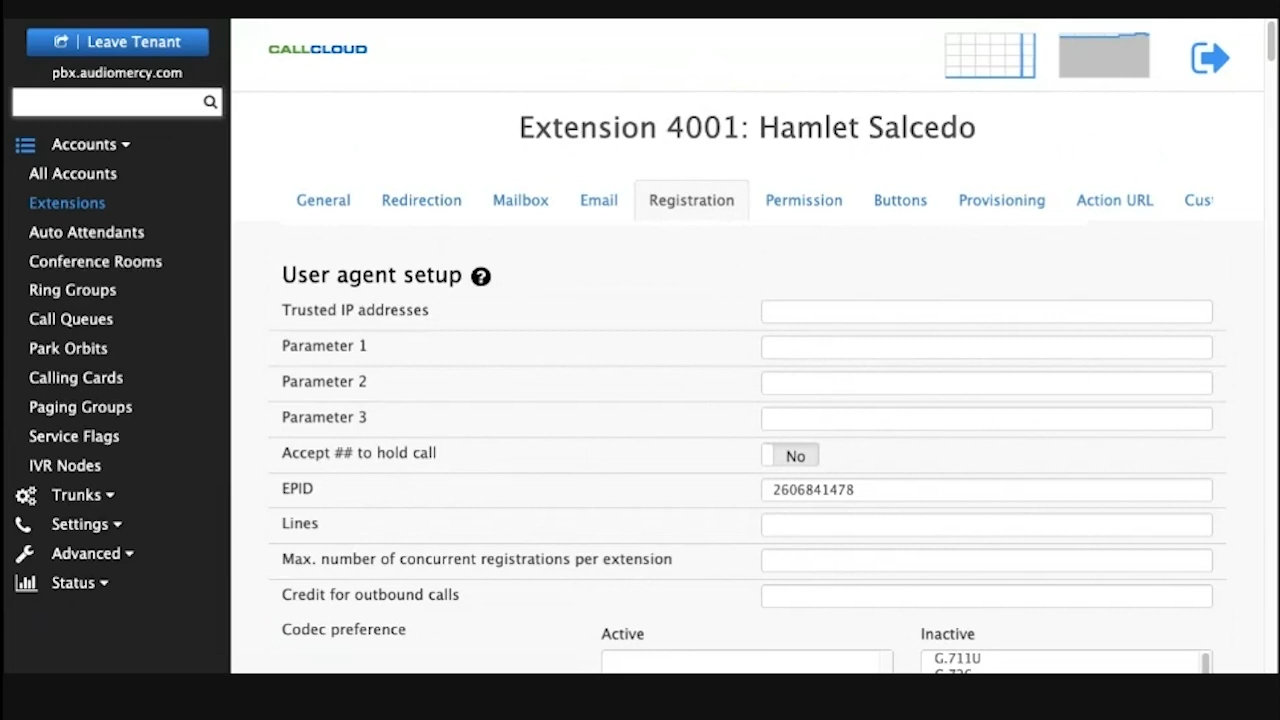 Leave Tenant
pbx.audiomercy.com
Accounts
All Accounts
Extensions
Auto Attendants
Conference Rooms
Ring Groups
Call Queues
Park Orbits
Calling Cards
Paging Groups
Service Flags
IVR Nodes
Trunks
Settings
Advanced
Status
CALLCLOUD
Extension 4001: Hamlet Salcedo
General Redirection Mailbox Email Registration Permission Buttons Provisioning Action URL
User agent setup ?
Trusted IP addresses
Parameter 1
Parameter 2
Parameter 3
Accept ## to hold call No
EPID 2606841478
Lines
Max. number of concurrent registrations per extension
Credit for outbound calls
Codec preference Active Inactive
G.711U